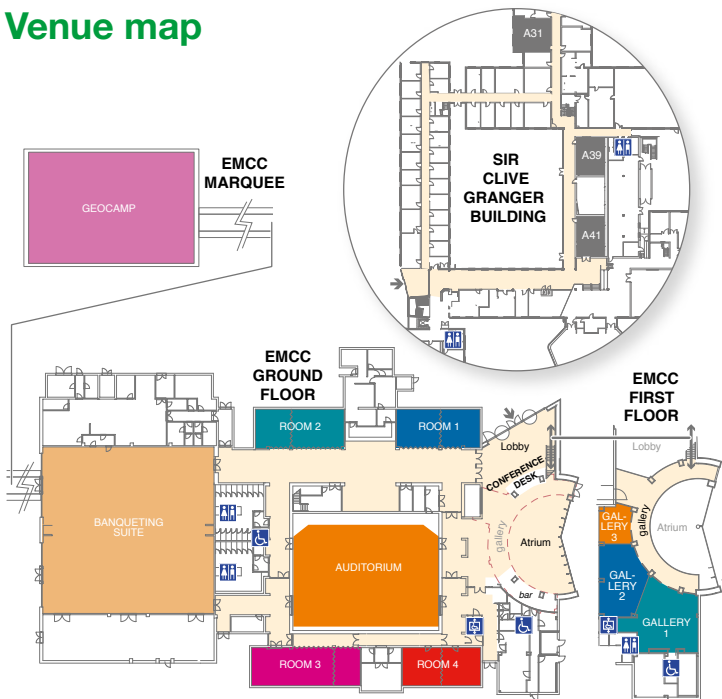 Venue map
A31
EMCC
MARQUEE
GEOCAMP
SIR
CLIVE
GRANGER
BUILDING
A39
A41
EMCC
GROUND
FLOOR
EMCC
FIRST
FLOOR
ROOM 2
ROOM 1
Lobby
CONFERENCE
DESK
Lobby
BANQUETING
SUITE
AUDITORIUM
gallery
Atrium
bar
GAL-
LERY
3
gallery
Atrium
GAL-
LERY
2
GALLERY
1
ROOM 3
ROOM 4